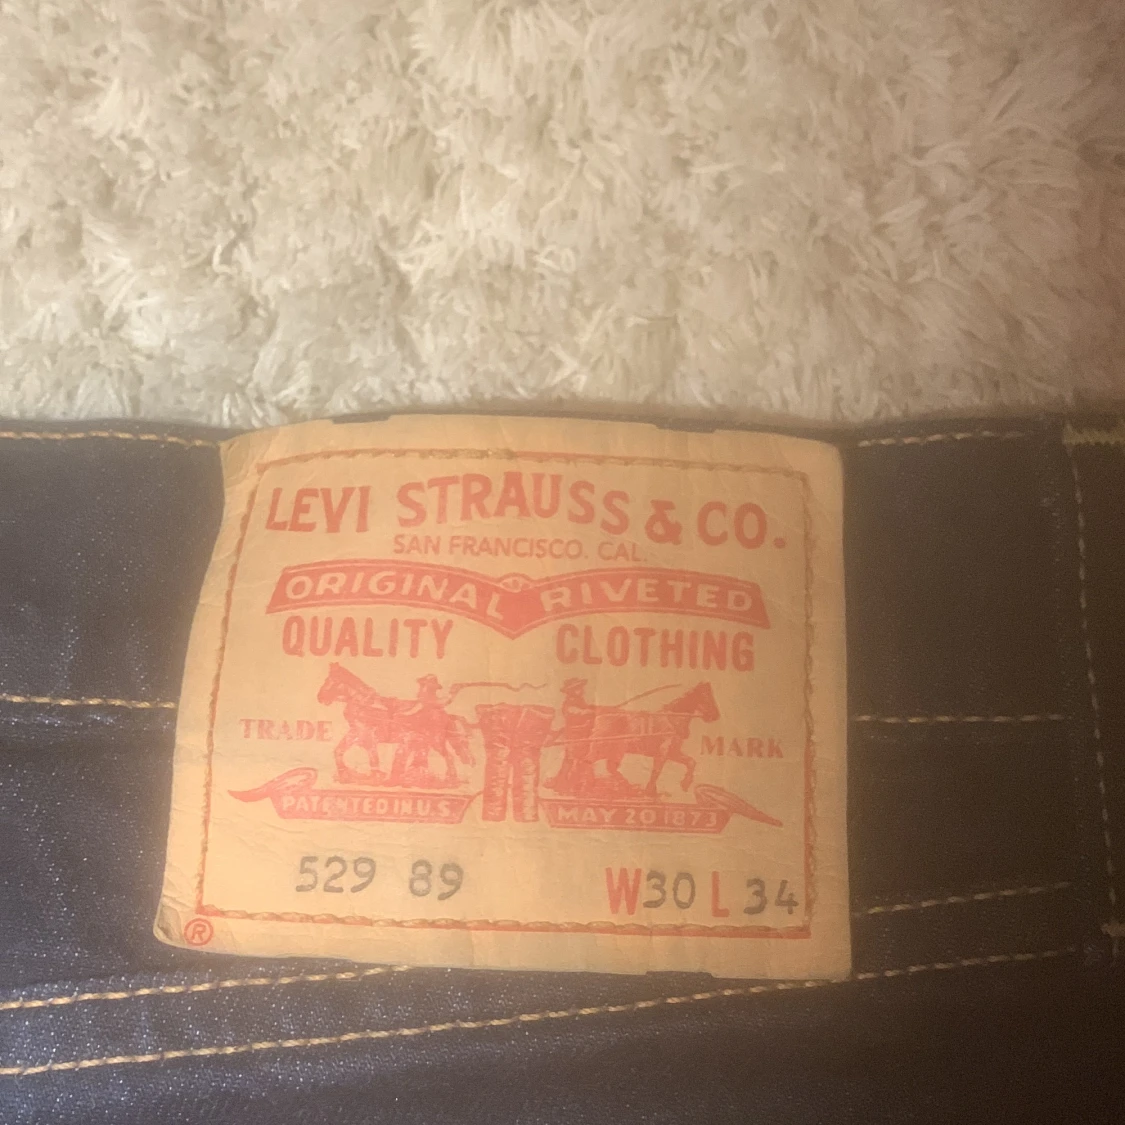 LEVI STRAUSS & CO.
SAN FRANCISCO. CAL.
ORIGINAL RIVETED
QUALITY CLOTHING
TRADE MARK
PATENTED IN U.S MAY 20 1873
529 89 W30 L 34
®